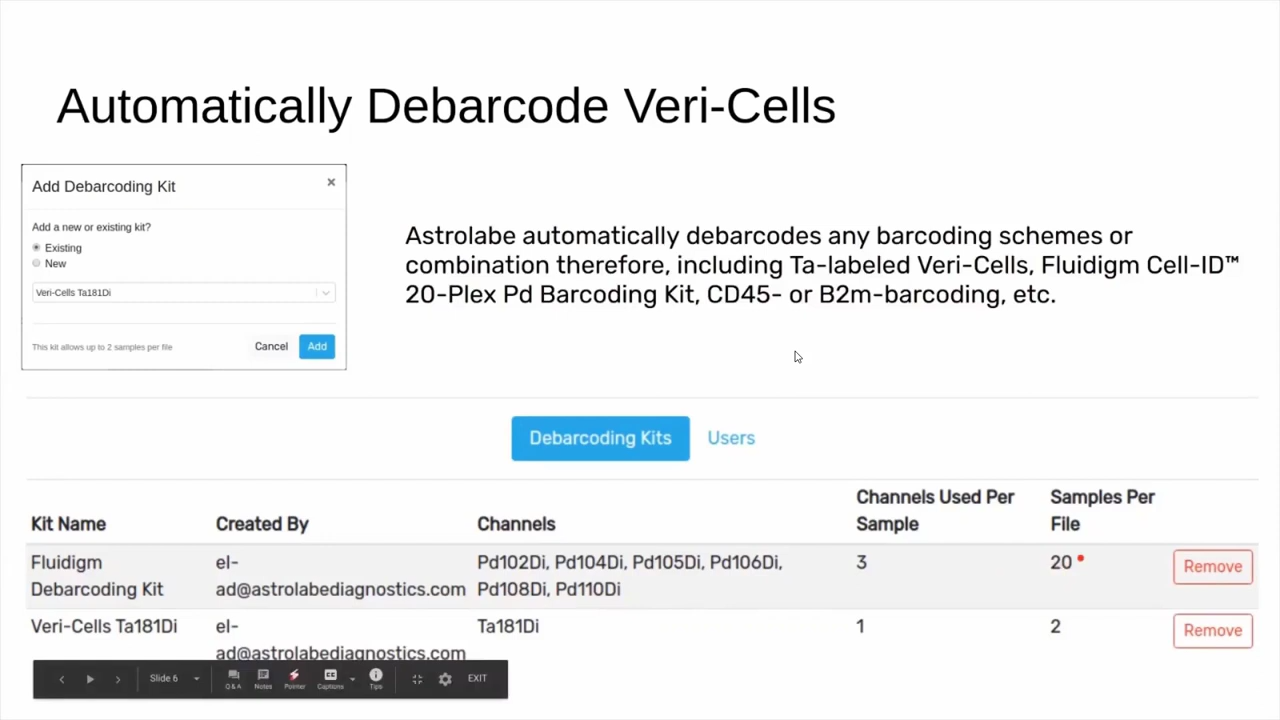 Automatically Debarcode Veri-Cells
Add Debarcoding Kit
×
Add a new or existing kit?
Existing
New
Veri-Cells Ta181Di
This kit allows up to 2 samples per file
Cancel
Add
Astrolabe automatically debarcodes any barcoding schemes or
combination therefore, including Ta-labeled Veri-Cells, Fluidigm Cell-ID™
20-Plex Pd Barcoding Kit, CD45- or B2m-barcoding, etc.
Debarcoding Kits
Users
Kit Name
Created By
Channels
Channels Used Per
Sample
Samples Per
File
Fluidigm
Debarcoding Kit
el-
ad@astrolabediagnostics.com
Pd102Di, Pd104Di, Pd105Di, Pd106Di,
Pd108Di, Pd110Di
3
20
Remove
Veri-Cells Ta181Di
el-
ad@astrolabediagnostics.com
Ta181Di
1
2
Remove
Slide 6
Q & A
Notes
Pointer
CC
Captions
Tips
EXIT